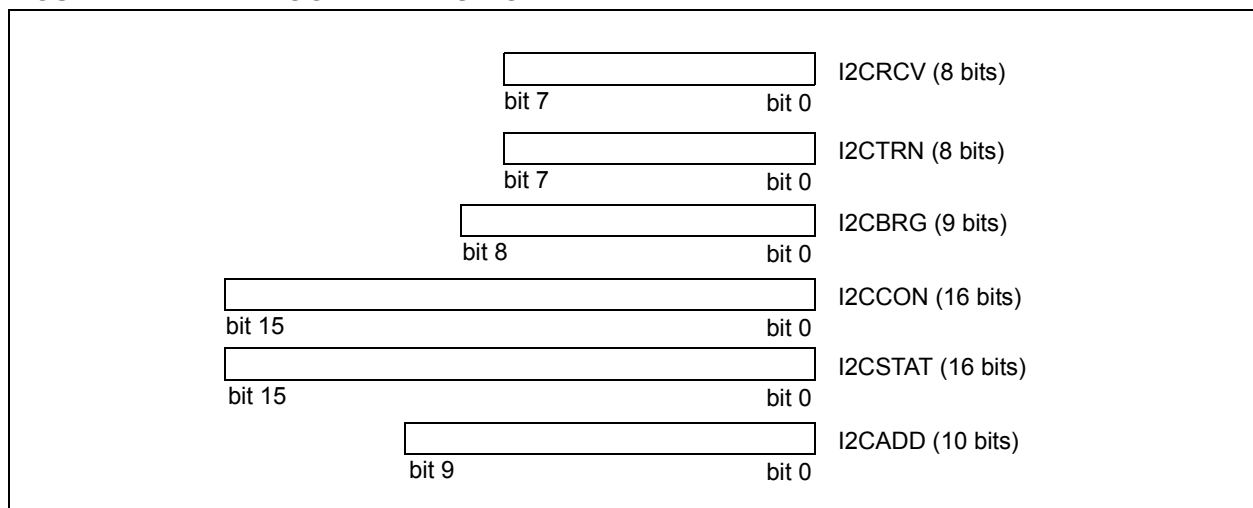 I2CRCV (8 bits)
bit 7 bit 0
I2CTRN (8 bits)
bit 7 bit 0
I2CBRG (9 bits)
bit 8 bit 0
I2CCON (16 bits)
bit 15 bit 0
I2CSTAT (16 bits)
bit 15 bit 0
I2CADD (10 bits)
bit 9 bit 0